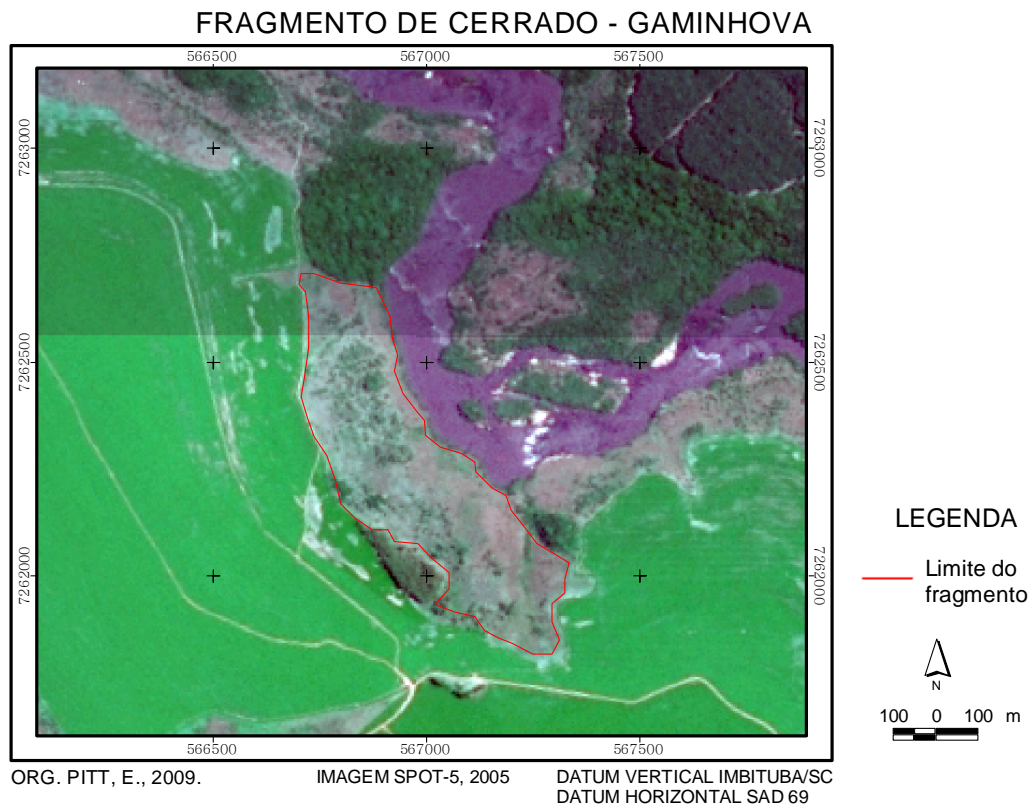 FRAGMENTO DE CERRADO - GAMINHOVA
566500 567000 567500
7263000 7263000
7262500 7262500
7262000 7262000
566500 567000 567500
LEGENDA
Limite do
fragmento
N
100 0 100 m
ORG. PITT, E., 2009. IMAGEM SPOT-5, 2005 DATUM VERTICAL IMBITUBA/SC
DATUM HORIZONTAL SAD 69